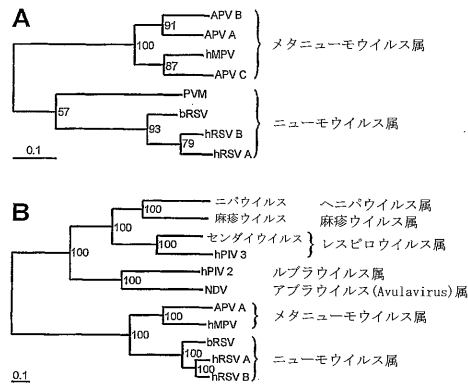 A
APV B
91
APV A
100
hMPV
87
APV C
メタニューモウイルス属
PVM
57
bRSV
93
hRSV B
79
hRSV A
ニューモウイルス属
0.1
B
ニパウイルス ヘニパウイルス属
100
麻疹ウイルス 麻疹ウイルス属
100
センダイウイルス
100
hPIV 3
レスピロウイルス属
100
hPIV 2 ルブラウイルス属
100
NDV アブラウイルス(Avulavirus)属
APV A
100
hMPV
メタニューモウイルス属
100
bRSV
100
hRSV A
100
hRSV B
ニューモウイルス属
0.1